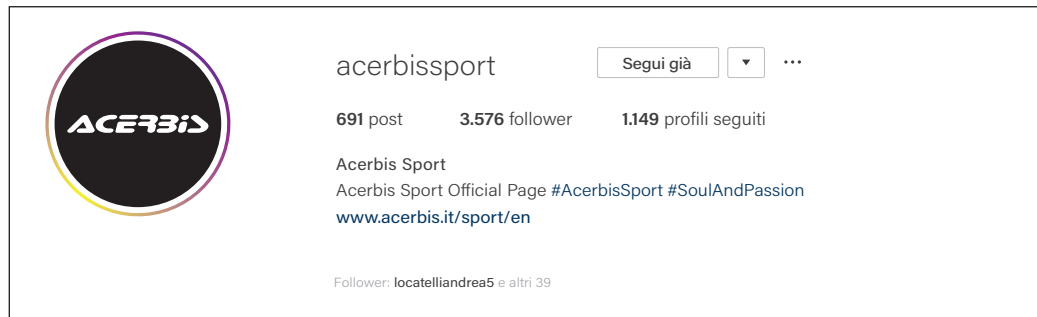 ACERBIS
acerbissport Segui già
691 post 3.576 follower 1.149 profili seguiti
Acerbis Sport
Acerbis Sport Official Page #AcerbisSport #SoulAndPassion
www.acerbis.it/sport/en
Follower: locatelliandrea5 e altri 39